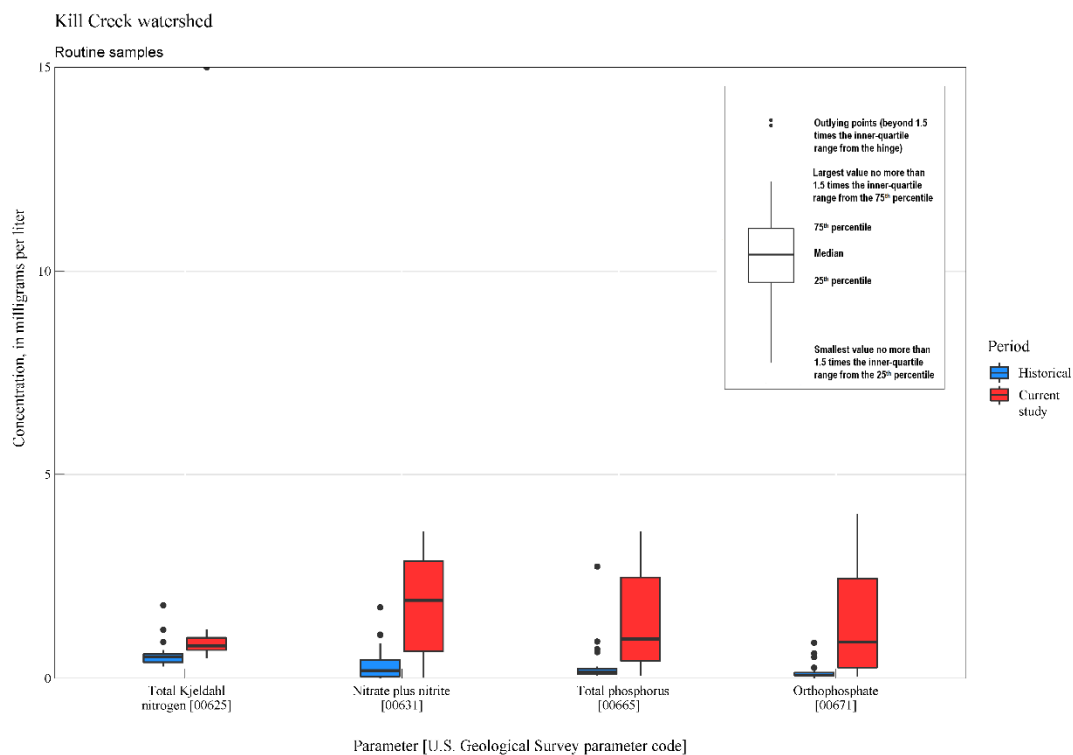 Kill Creek watershed
Routine samples
15
10
5
0
Concentration, in milligrams per liter
Outlying points (beyond 1.5
times the inner-quartile
range from the hinge)
Largest value no more than
1.5 times the inner-quartile
range from the 75th percentile
75th percentile
Median
25th percentile
Smallest value no more than
1.5 times the inner-quartile
range from the 25th percentile
Period
Historical
Current
study
Total Kjeldahl
nitrogen [00625]
Nitrate plus nitrite
[00631]
Total phosphorus
[00665]
Orthophosphate
[00671]
Parameter [U.S. Geological Survey parameter code]